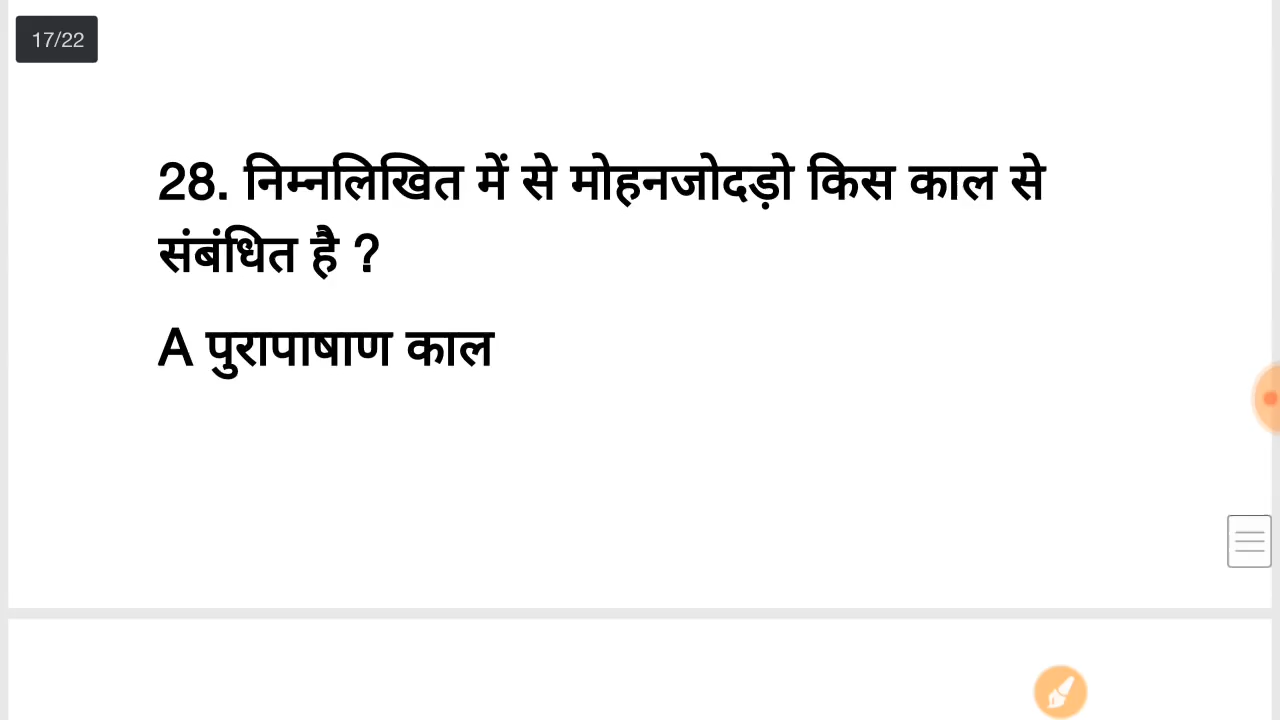 17/22
28. निम्नलिखित में से मोहनजोदड़ो किस काल से
संबंधित है ?
A पुरापाषाण काल